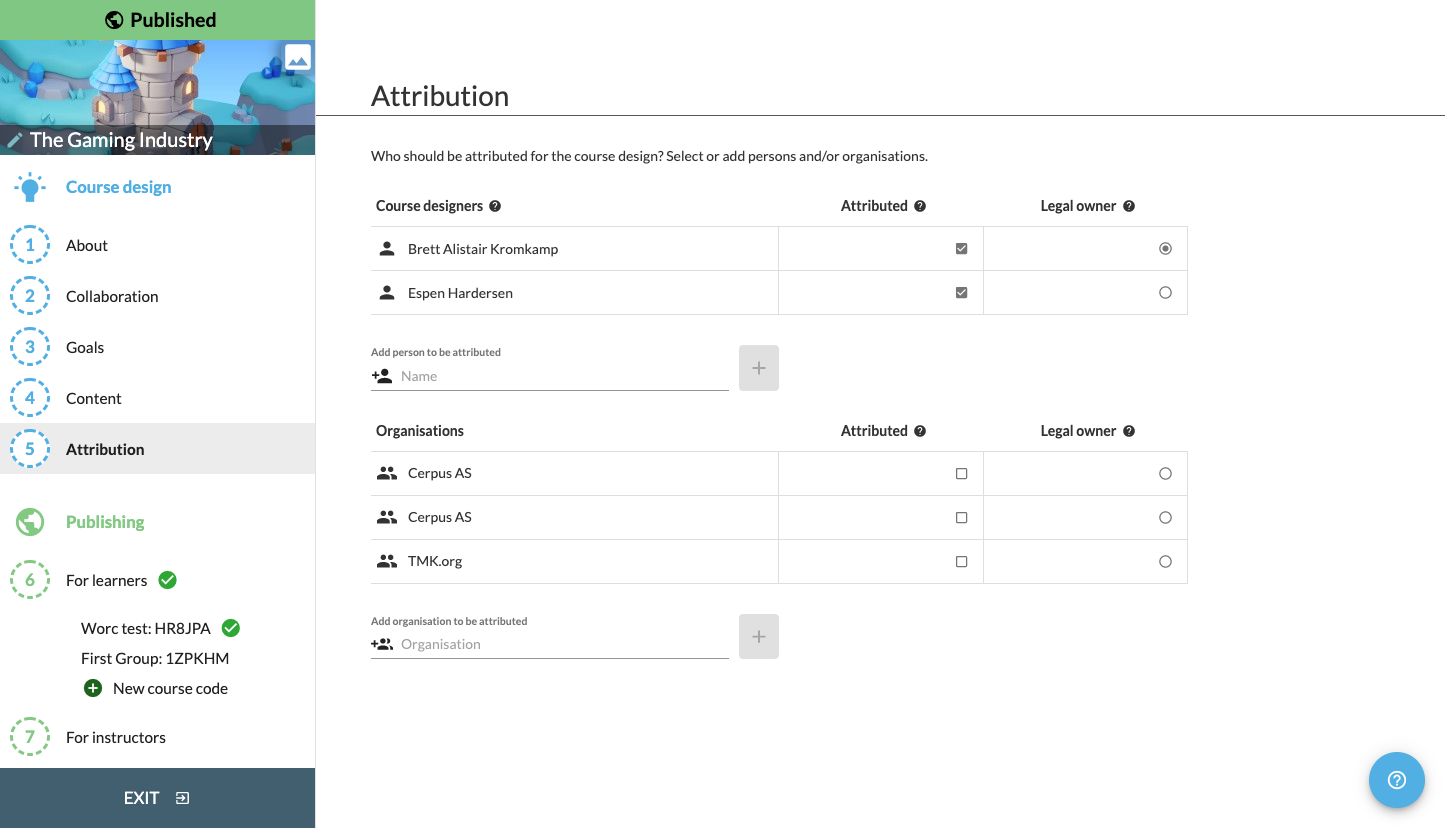 Published
The Gaming Industry
Course design
1 About
2 Collaboration
3 Goals
4 Content
5 Attribution
Publishing
6 For learners
Worc test: HR8JPA
First Group: 1ZPKHM
New course code
7 For instructors
EXIT
Attribution
Who should be attributed for the course design? Select or add persons and/or organisations.
Course designers Attributed Legal owner
Brett Alistair Kromkamp
Espen Hardersen
Add person to be attributed
Name
Organisations Attributed Legal owner
Cerpus AS
Cerpus AS
TMK.org
Add organisation to be attributed
Organisation